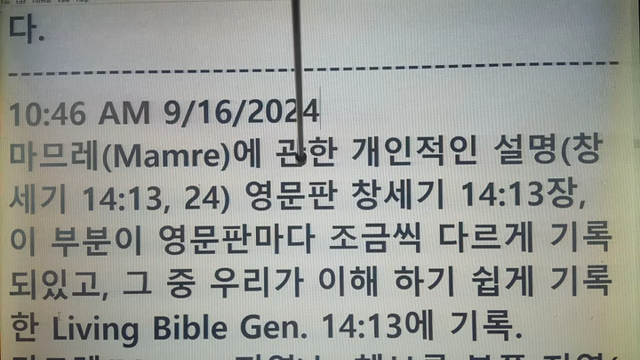 다.
--------------------------------------------------
10:46 AM 9/16/2024
마므레(Mamre)에 관한 개인적인 설명(창
세기 14:13, 24) 영문판 창세기 14:13장,
이 부분이 영문판마다 조금씩 다르게 기록
되있고, 그 중 우리가 이해 하기 쉽게 기록
한 Living Bible Gen. 14:13에 기록.